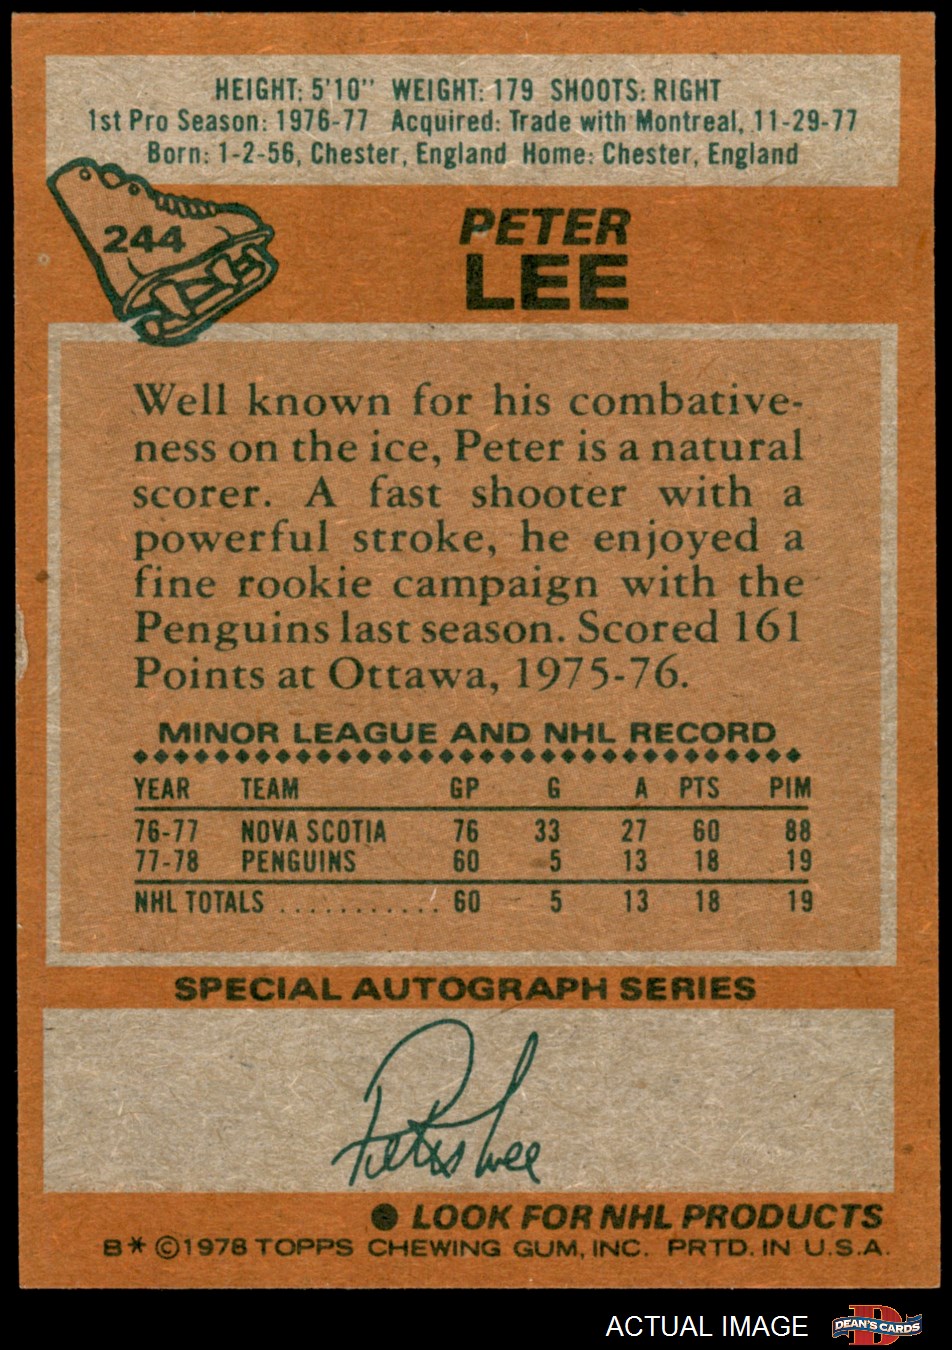 HEIGHT: 5'10" WEIGHT: 179 SHOOTS: RIGHT
1st Pro Season: 1976-77 Acquired: Trade with Montreal, 11-29-77
Born: 1-2-56, Chester, England Home: Chester, England
244
PETER
LEE
Well known for his combative-
ness on the ice, Peter is a natural
scorer. A fast shooter with a
powerful stroke, he enjoyed a
fine rookie campaign with the
Penguins last season. Scored 161
Points at Ottawa, 1975-76.
MINOR LEAGUE AND NHL RECORD
YEAR TEAM GP G A PTS PIM
76-77 NOVA SCOTIA 76 33 27 60 88
77-78 PENGUINS 60 5 13 18 19
NHL TOTALS ............ 60 5 13 18 19
SPECIAL AUTOGRAPH SERIES
Peter Lee
● LOOK FOR NHL PRODUCTS
B* ©1978 TOPPS CHEWING GUM, INC. PRTD. IN U.S.A.
ACTUAL IMAGE
DEAN'S CARDS